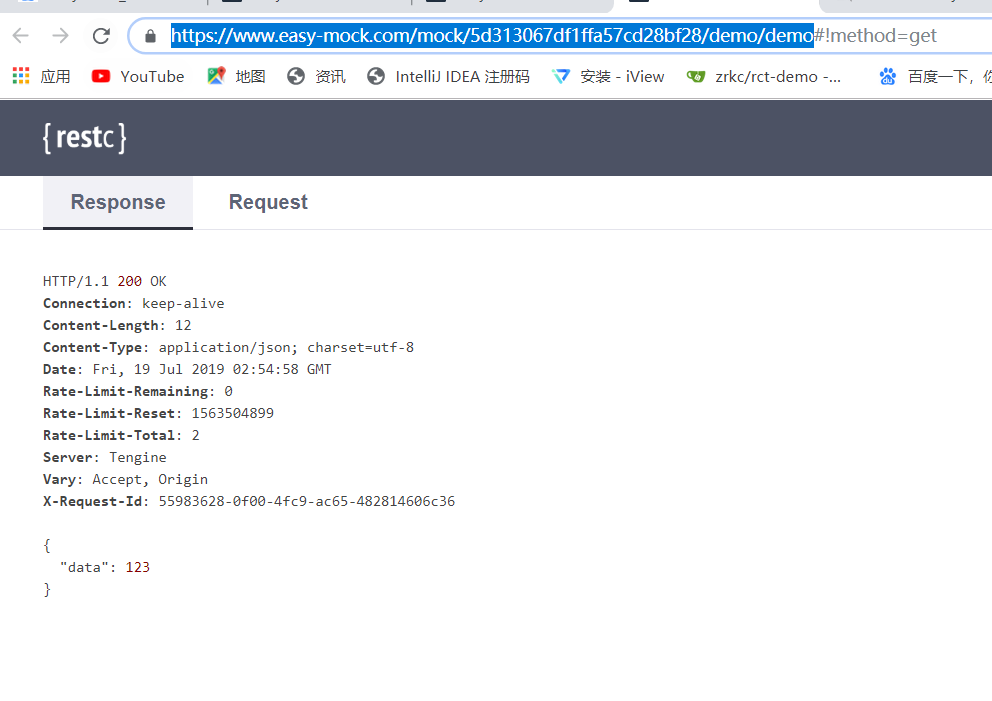 https://www.easy-mock.com/mock/5d313067df1ffa57cd28bf28/demo/demo#!method=get
应用 YouTube 地图 资讯 IntelliJ IDEA 注册码 安装 - iView zrkc/rct-demo -... 百度一下，
{restc}
Response Request
HTTP/1.1 200 OK
Connection: keep-alive
Content-Length: 12
Content-Type: application/json; charset=utf-8
Date: Fri, 19 Jul 2019 02:54:58 GMT
Rate-Limit-Remaining: 0
Rate-Limit-Reset: 1563504899
Rate-Limit-Total: 2
Server: Tengine
Vary: Accept, Origin
X-Request-Id: 55983628-0f00-4fc9-ac65-482814606c36
{
"data": 123
}